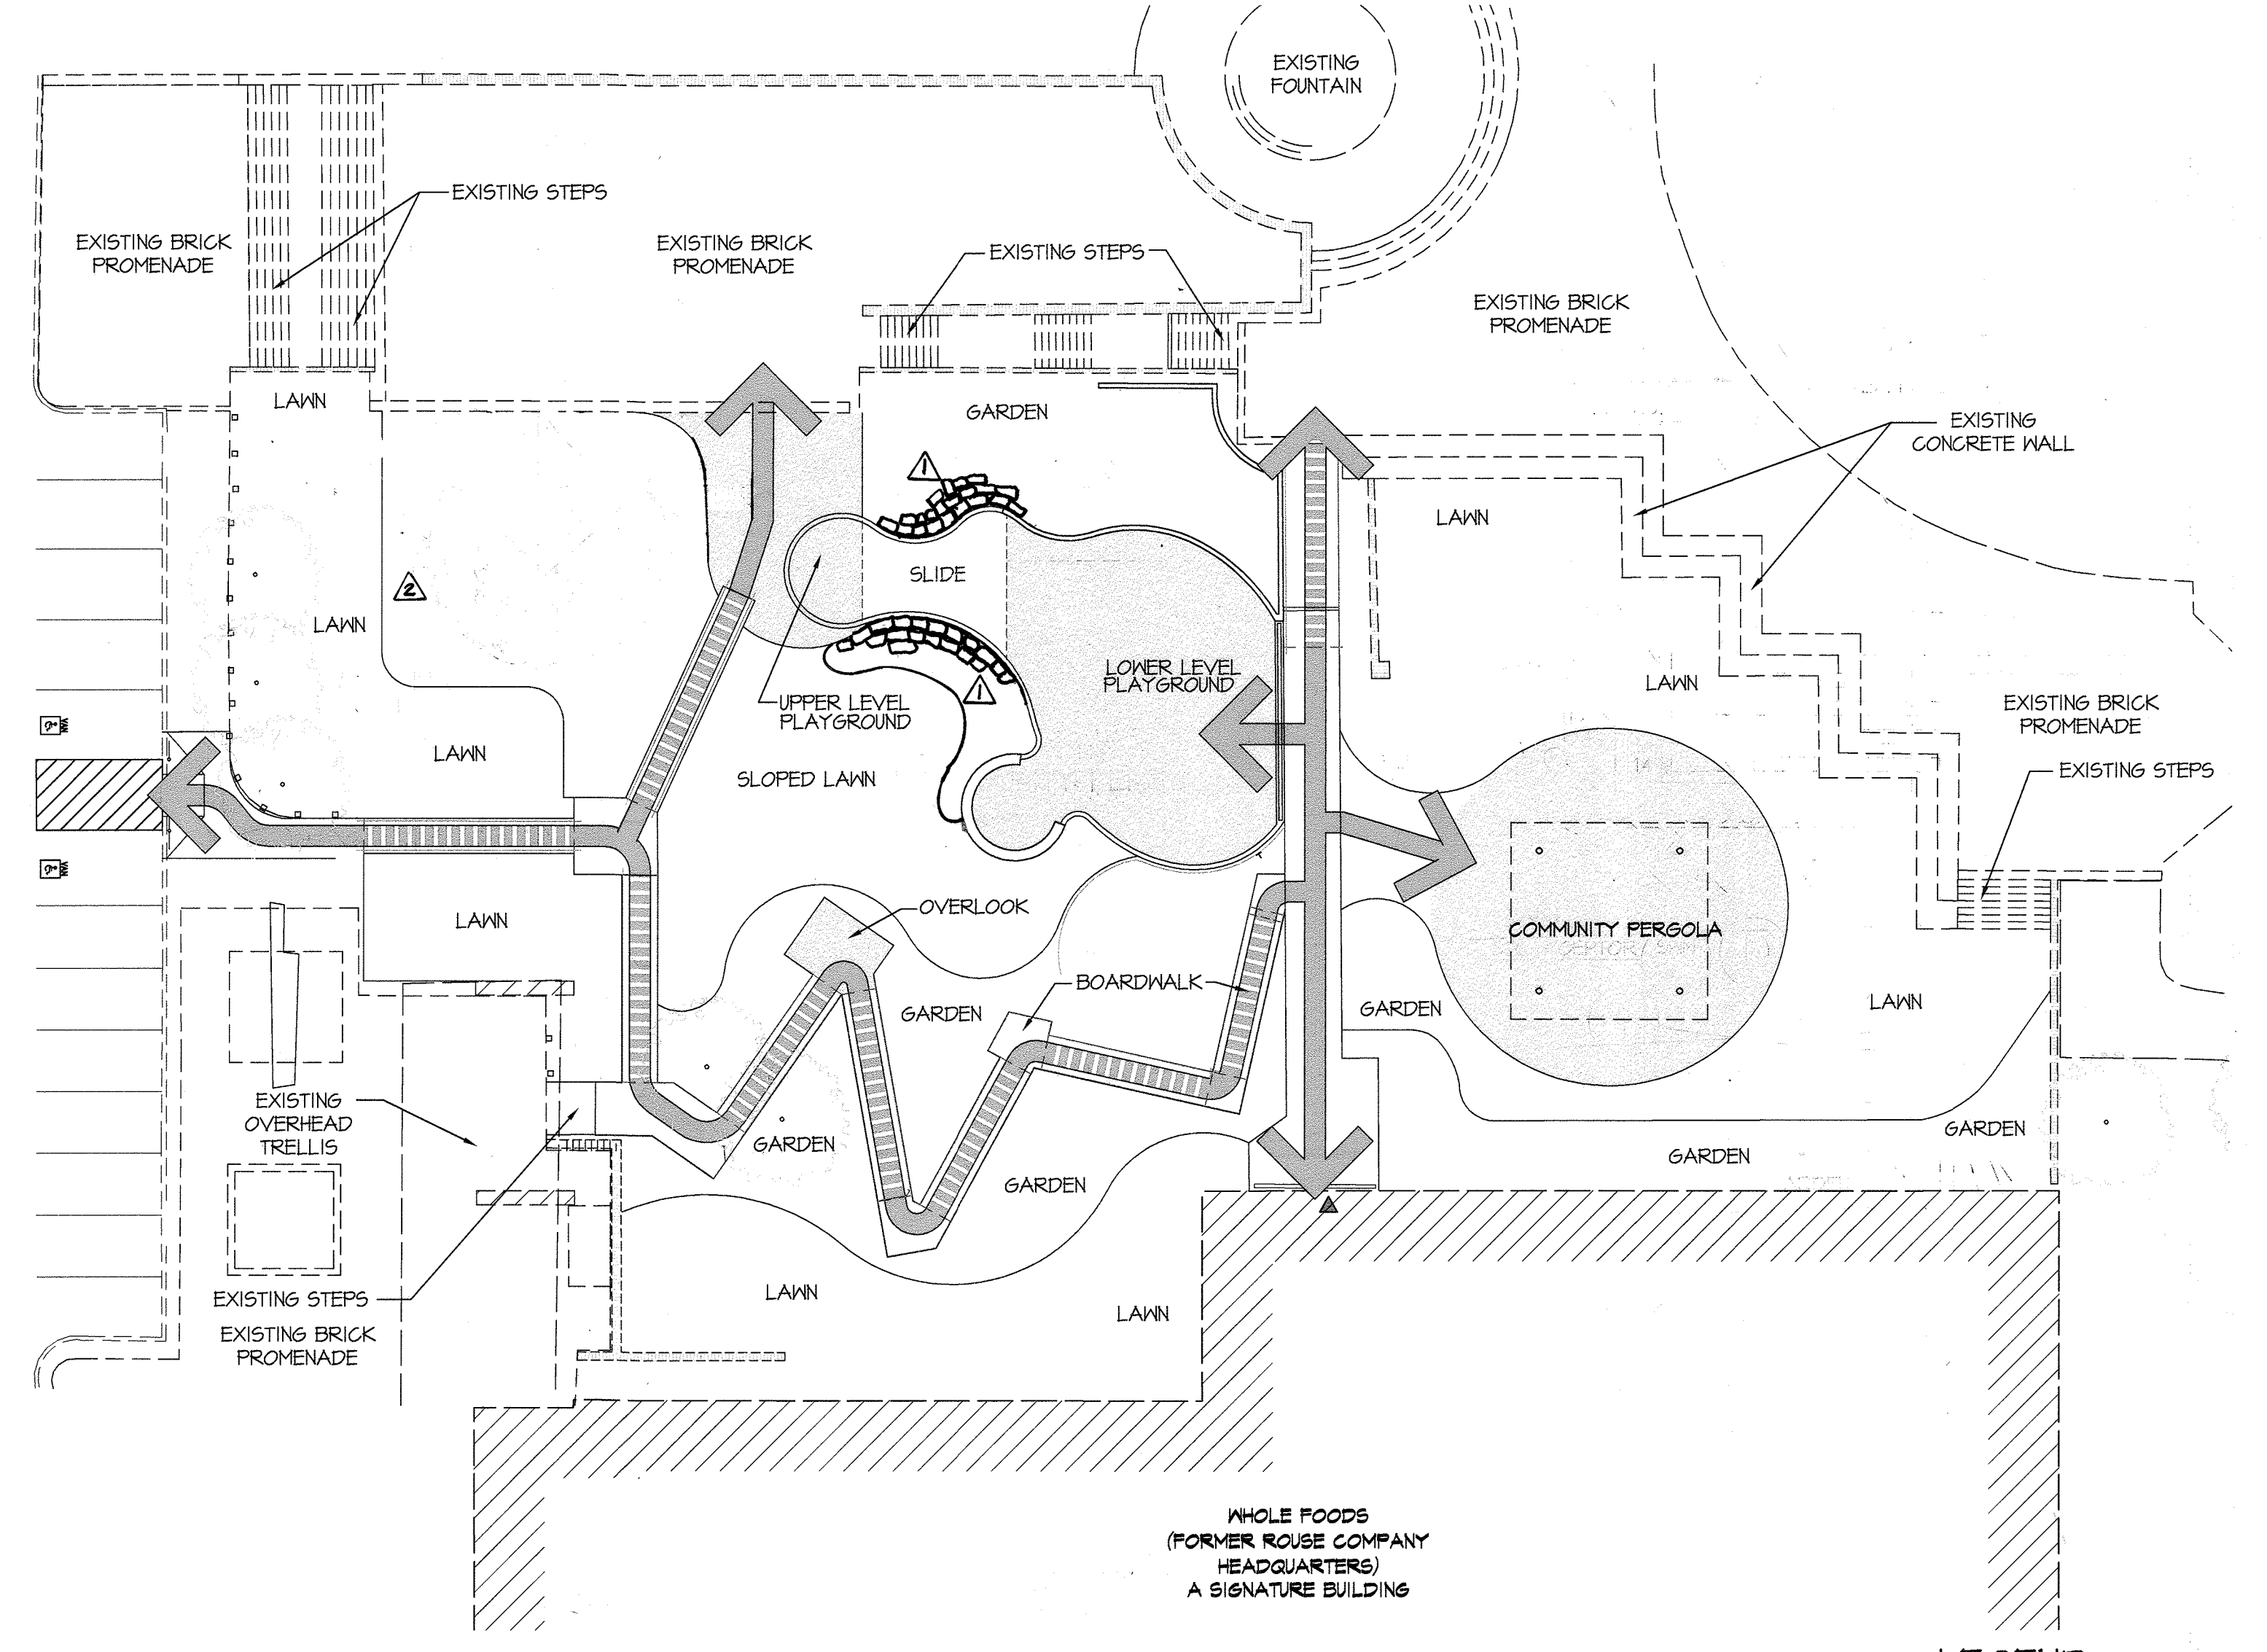 EXISTING
FOUNTAIN
EXISTING STEPS
EXISTING BRICK
PROMENADE
EXISTING BRICK
PROMENADE
EXISTING STEPS
EXISTING BRICK
PROMENADE
LAWN
GARDEN
EXISTING
CONCRETE WALL
1
LAWN
SLIDE
2
LAWN
LOWER LEVEL
PLAYGROUND
LAWN
1
UPPER LEVEL
PLAYGROUND
EXISTING BRICK
PROMENADE
LAWN
SLOPED LAWN
EXISTING STEPS
LAWN
OVERLOOK
COMMUNITY PERGOLA
BOARDWALK
GARDEN
GARDEN
LAWN
EXISTING
OVERHEAD
TRELLIS
GARDEN
GARDEN
GARDEN
GARDEN
EXISTING STEPS
LAWN
LAWN
EXISTING BRICK
PROMENADE
WHOLE FOODS
(FORMER ROUSE COMPANY
HEADQUARTERS)
A SIGNATURE BUILDING